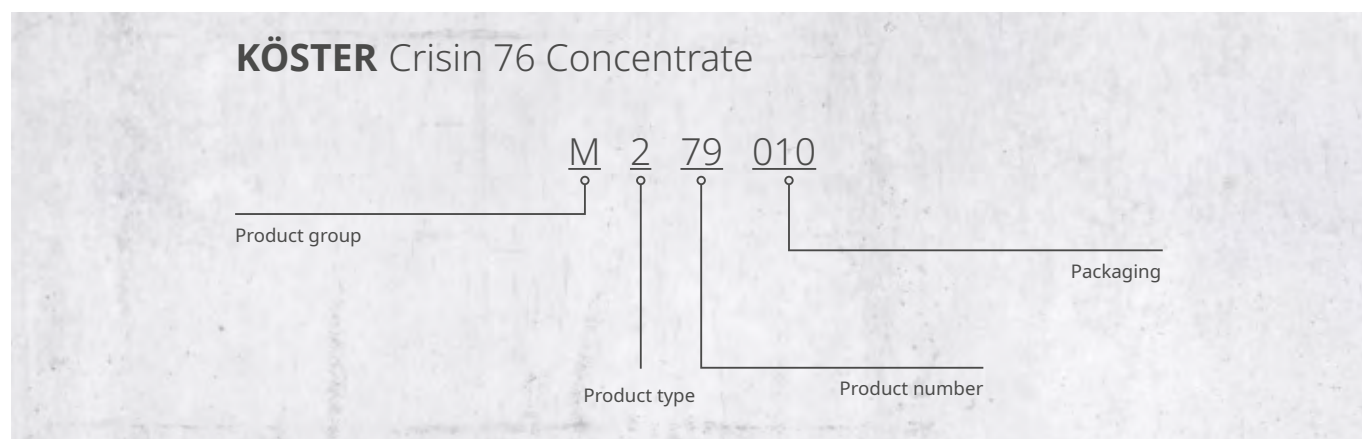 KÖSTER Crisin 76 Concentrate
M 2 79 010
Product group
Packaging
Product type
Product number